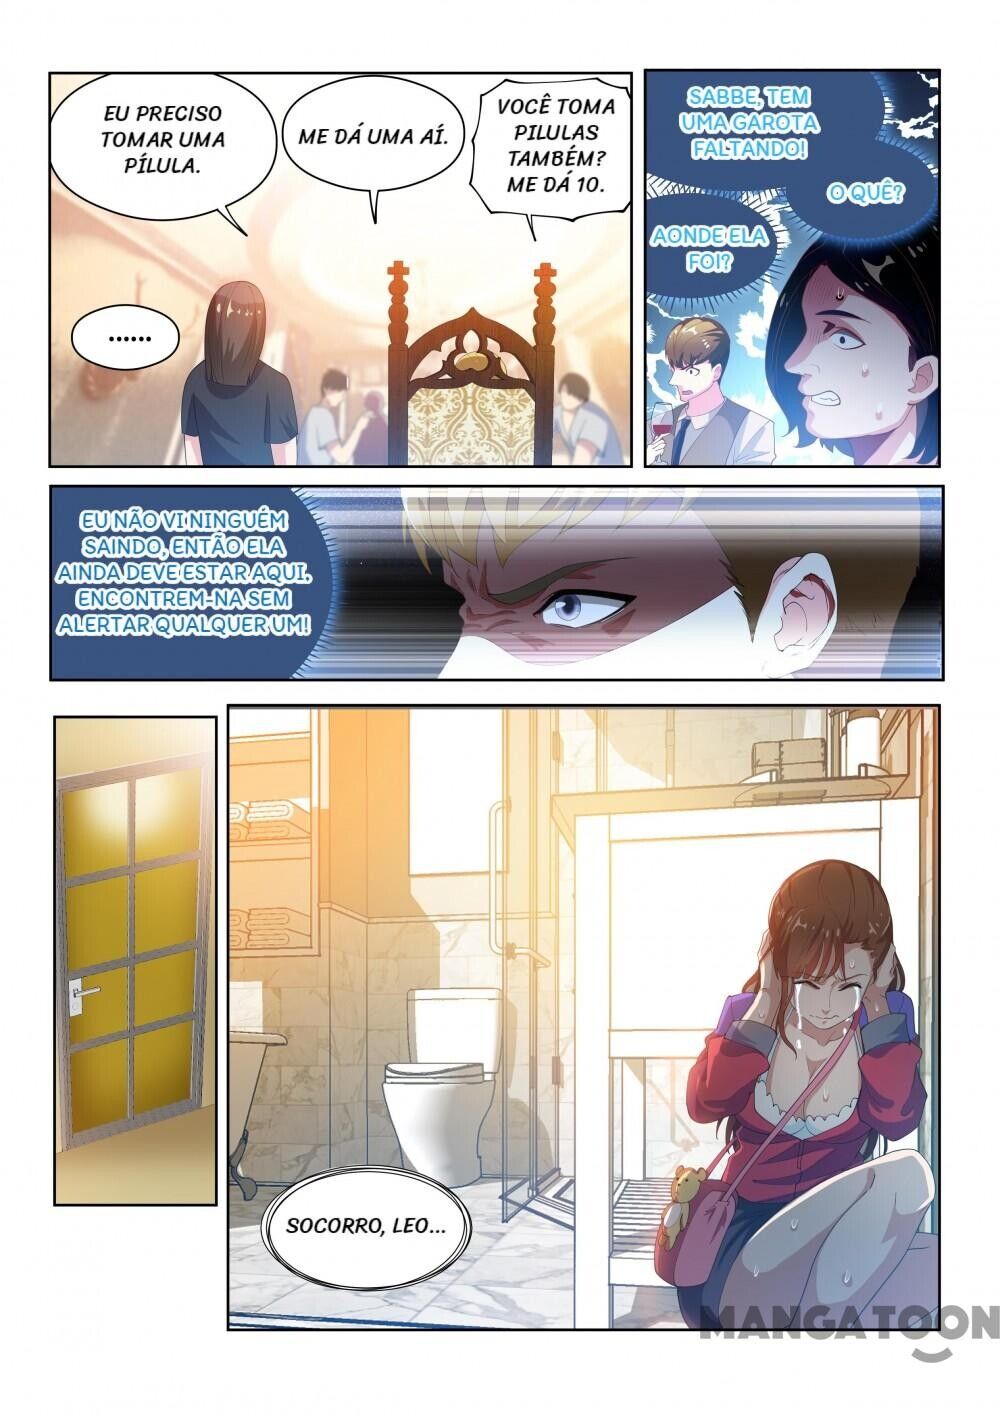 EU PRECISO
TOMAR UMA
PÍLULA.
ME DÁ UMA AÍ.
VOCÊ TOMA
PILULAS
TAMBÉM?
ME DÁ 10.
......
SABBE, TEM
UMA GAROTA
FALTANDO!
O QUÊ?
AONDE ELA
FOI?
EU NÃO VI NINGUÉM
SAINDO, ENTÃO ELA
AINDA DEVE ESTAR AQUI.
ENCONTREM-NA SEM
ALERTAR QUALQUER UM!
SOCORRO, LEO...
MANGATOON